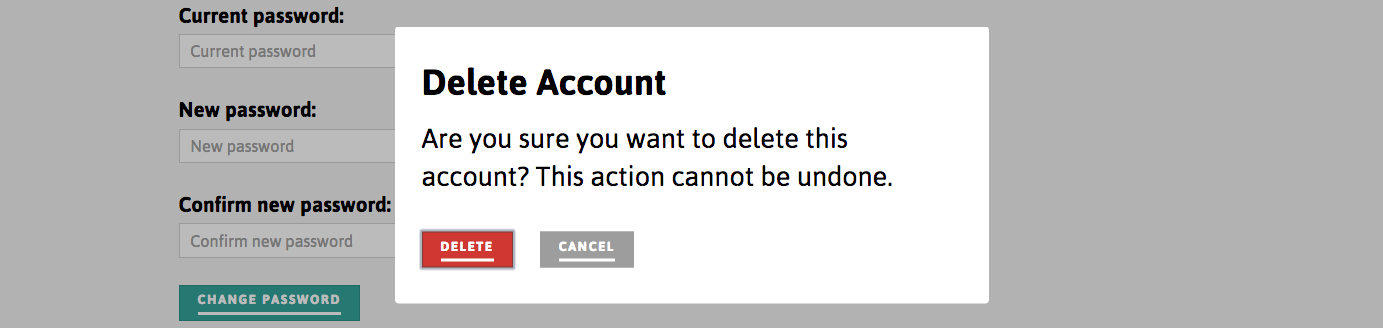 Current password:
Current password
New password:
New password
Confirm new password:
Confirm new password
CHANGE PASSWORD
Delete Account
Are you sure you want to delete this
account? This action cannot be undone.
DELETE
CANCEL